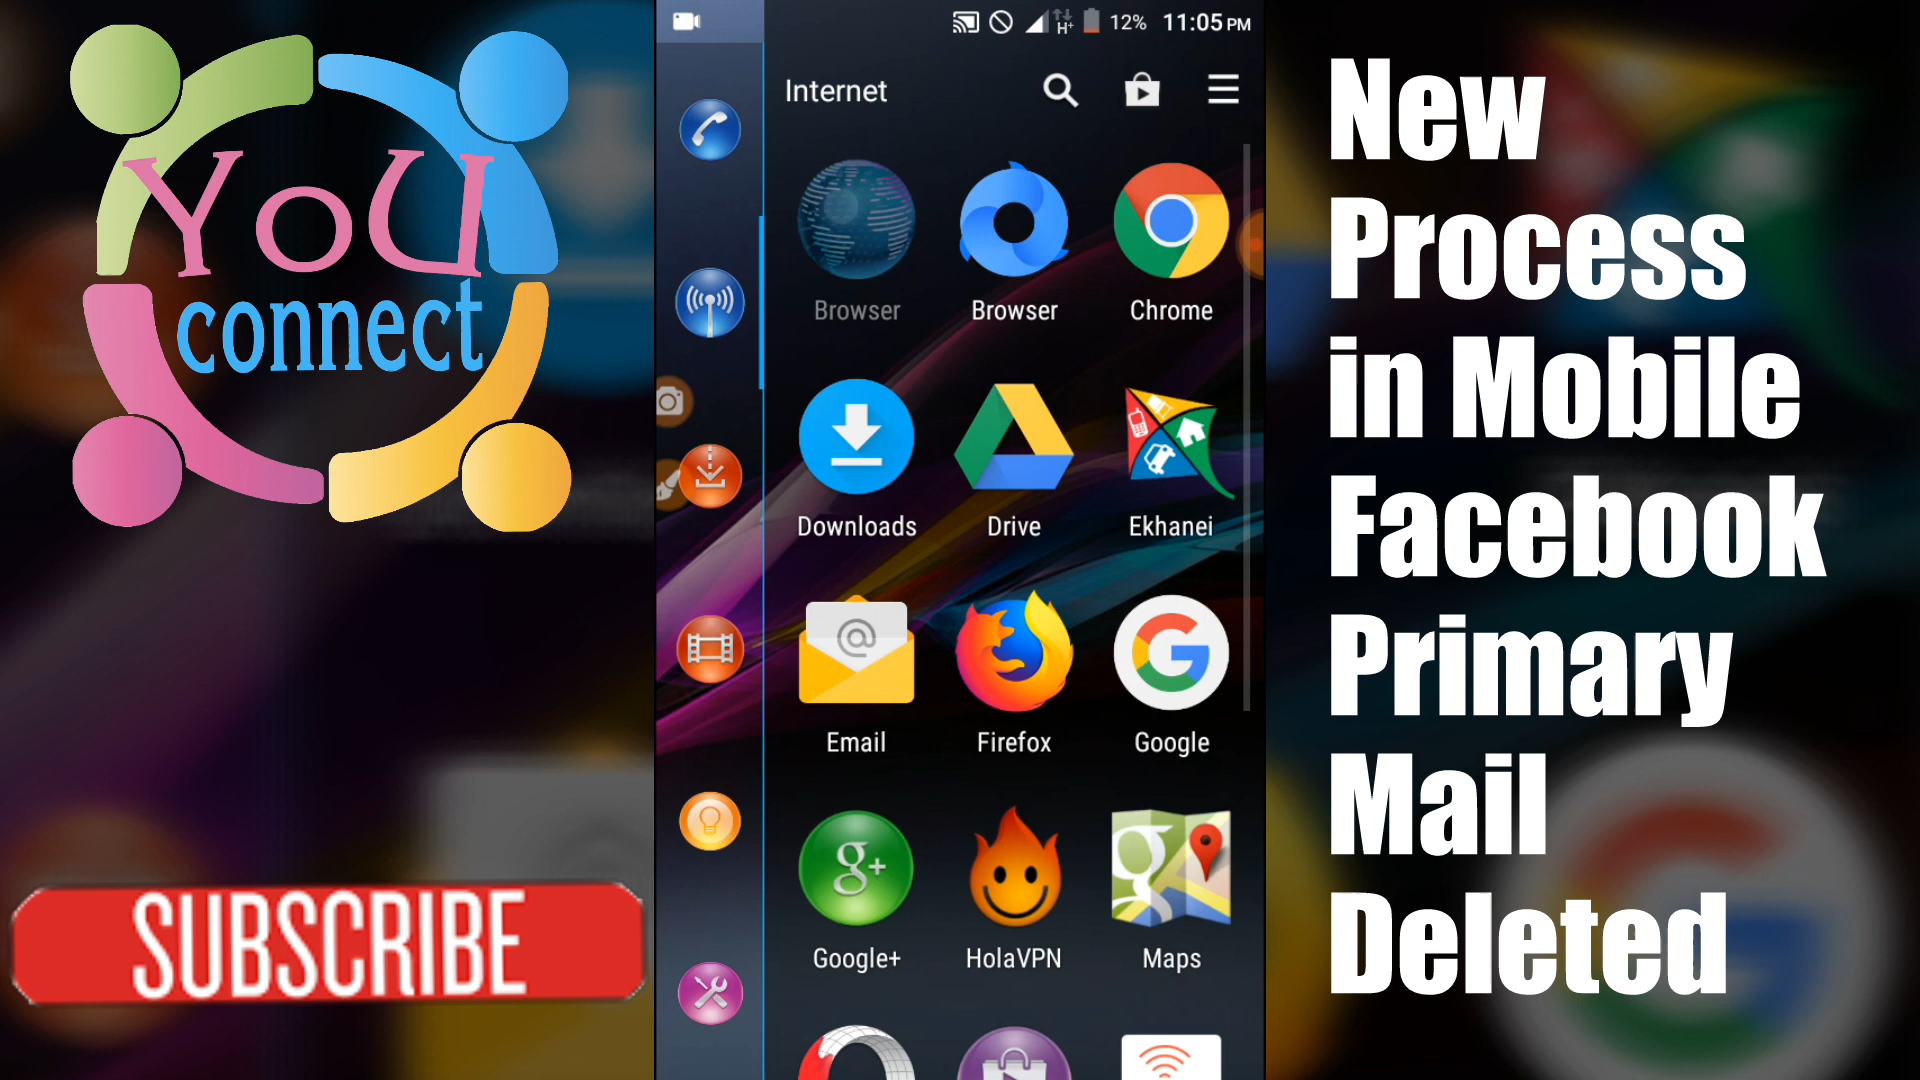 YoU
connect
SUBSCRIBE
H+ 12% 11:05 PM
Internet
Browser Browser Chrome
Downloads Drive Ekhanei
@
Email Firefox Google
g+
Google+ HolaVPN Maps
New
Process
in Mobile
Facebook
Primary
Mail
Deleted